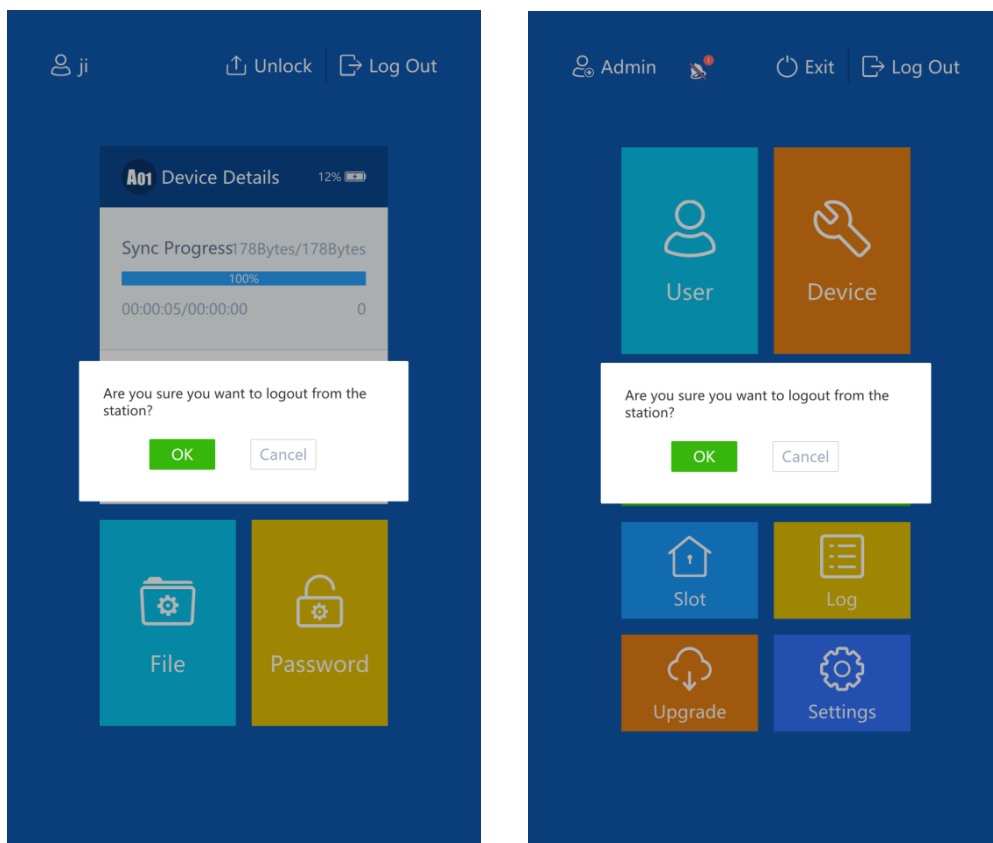 ji
Unlock
Log Out
A01 Device Details 12%
Sync Progress 178Bytes/178Bytes
100%
00:00:05/00:00:00 0
Are you sure you want to logout from the
station?
OK
Cancel
File
Password
Admin
!
Exit
Log Out
User
Device
Are you sure you want to logout from the
station?
OK
Cancel
Slot
Log
Upgrade
Settings